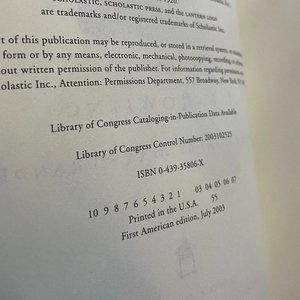 SCHOLASTIC, SCHOLASTIC PRESS, and the LANTERN LOGO
are trademarks and/or registered trademarks of Scholastic Inc.
t of this publication may be reproduced, or stored in a retrieval system, or
form or by any means, electronic, mechanical, photocopying, recording, or
out written permission of the publisher. For information regarding permission,
olastic Inc., Attention: Permissions Department, 557 Broadway, New York, NY
Library of Congress Cataloging-in-Publication Data Available
Library of Congress Control Number: 2003102525
ISBN 0-439-35806-X
10 9 8 7 6 5 4 3 2 1 03 04 05 06 07
Printed in the U.S.A. 55
First American edition, July 2003